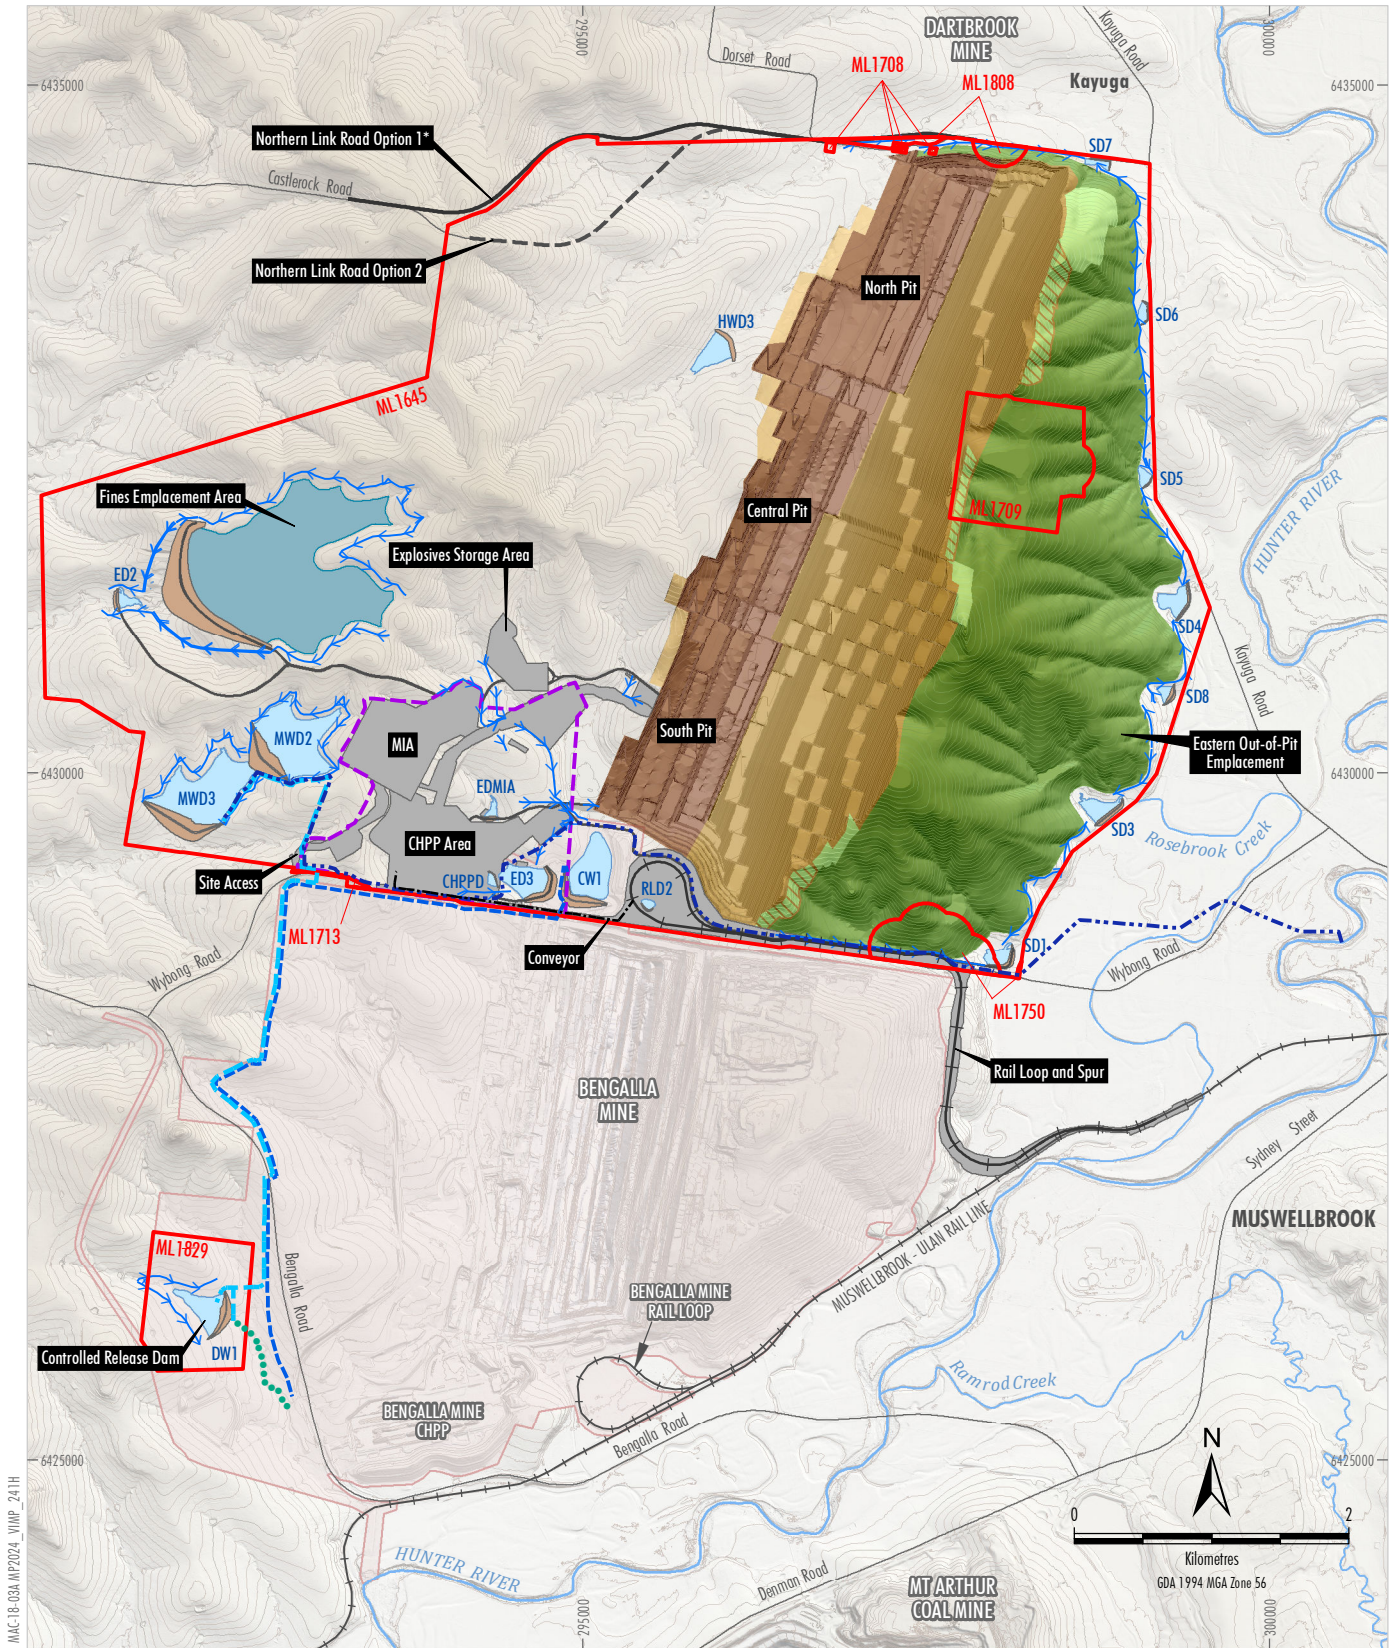 295000
300000
DARTBROOK
MINE
Kayuga Road
Dorset Road
ML1708
ML1808
Kayuga
6435000
6435000
Northern Link Road Option 1*
SD7
Castlerock Road
Northern Link Road Option 2
North Pit
HWD3
SD6
ML1645
SD5
Fines Emplacement Area
Central Pit
ML1709
HUNTER RIVER
Explosives Storage Area
ED2
SD4
Kayuga Road
SD8
South Pit
MWD2
MIA
Eastern Out-of-Pit
Emplacement
6430000
6430000
EDMIA
MWD3
SD3
Rosebrook Creek
CHPP Area
Site Access
CHPPD
ED3
CW1
RLD2
ML1713
SD1
Conveyor
Wybong Road
Wybong Road
ML1750
Rail Loop and Spur
BENGALLA
MINE
Sydney Street
MUSWELLBROOK
MUSWELLBROOK - ULAN RAIL LINE
ML1829
Bengalla Road
BENGALLA MINE
RAIL LOOP
Controlled Release Dam
DW1
Ramrod Creek
BENGALLA MINE
CHPP
Bengalla Road
N
6425000
6425000
0
2
Kilometres
GDA 1994 MGA Zone 56
HUNTER RIVER
Denman Road
MT ARTHUR
COAL MINE
295000
300000
MAC-18-03A MP2024_VIMP_241H